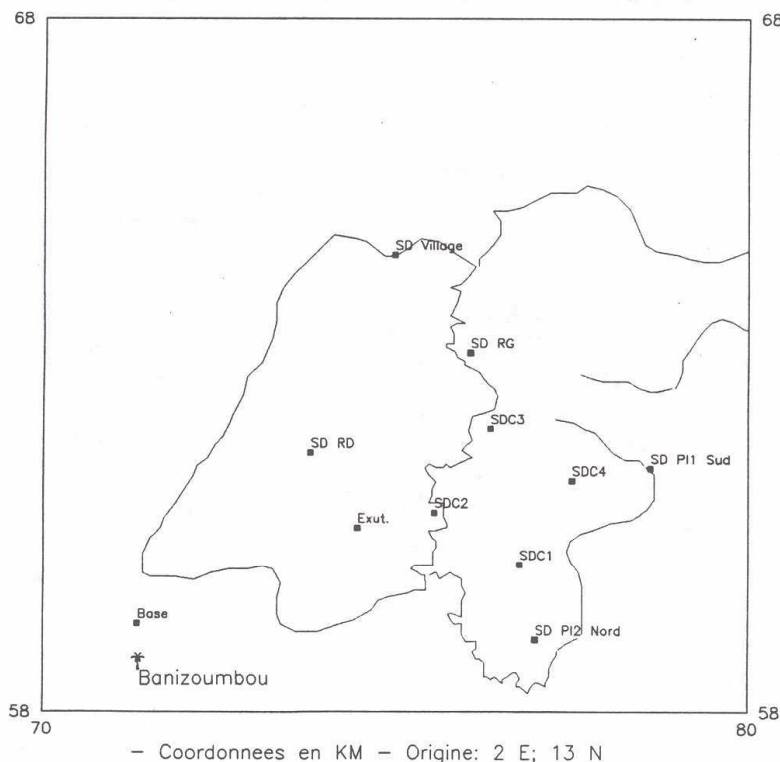 68
68
SD Village
SD RG
SDC3
SD RD
SD PI1 Sud
SDC4
SDC2
Exut.
SDC1
Base
SD PI2 Nord
Banizoumbou
58
58
70
80
– Coordonnees en KM – Origine: 2 E; 13 N